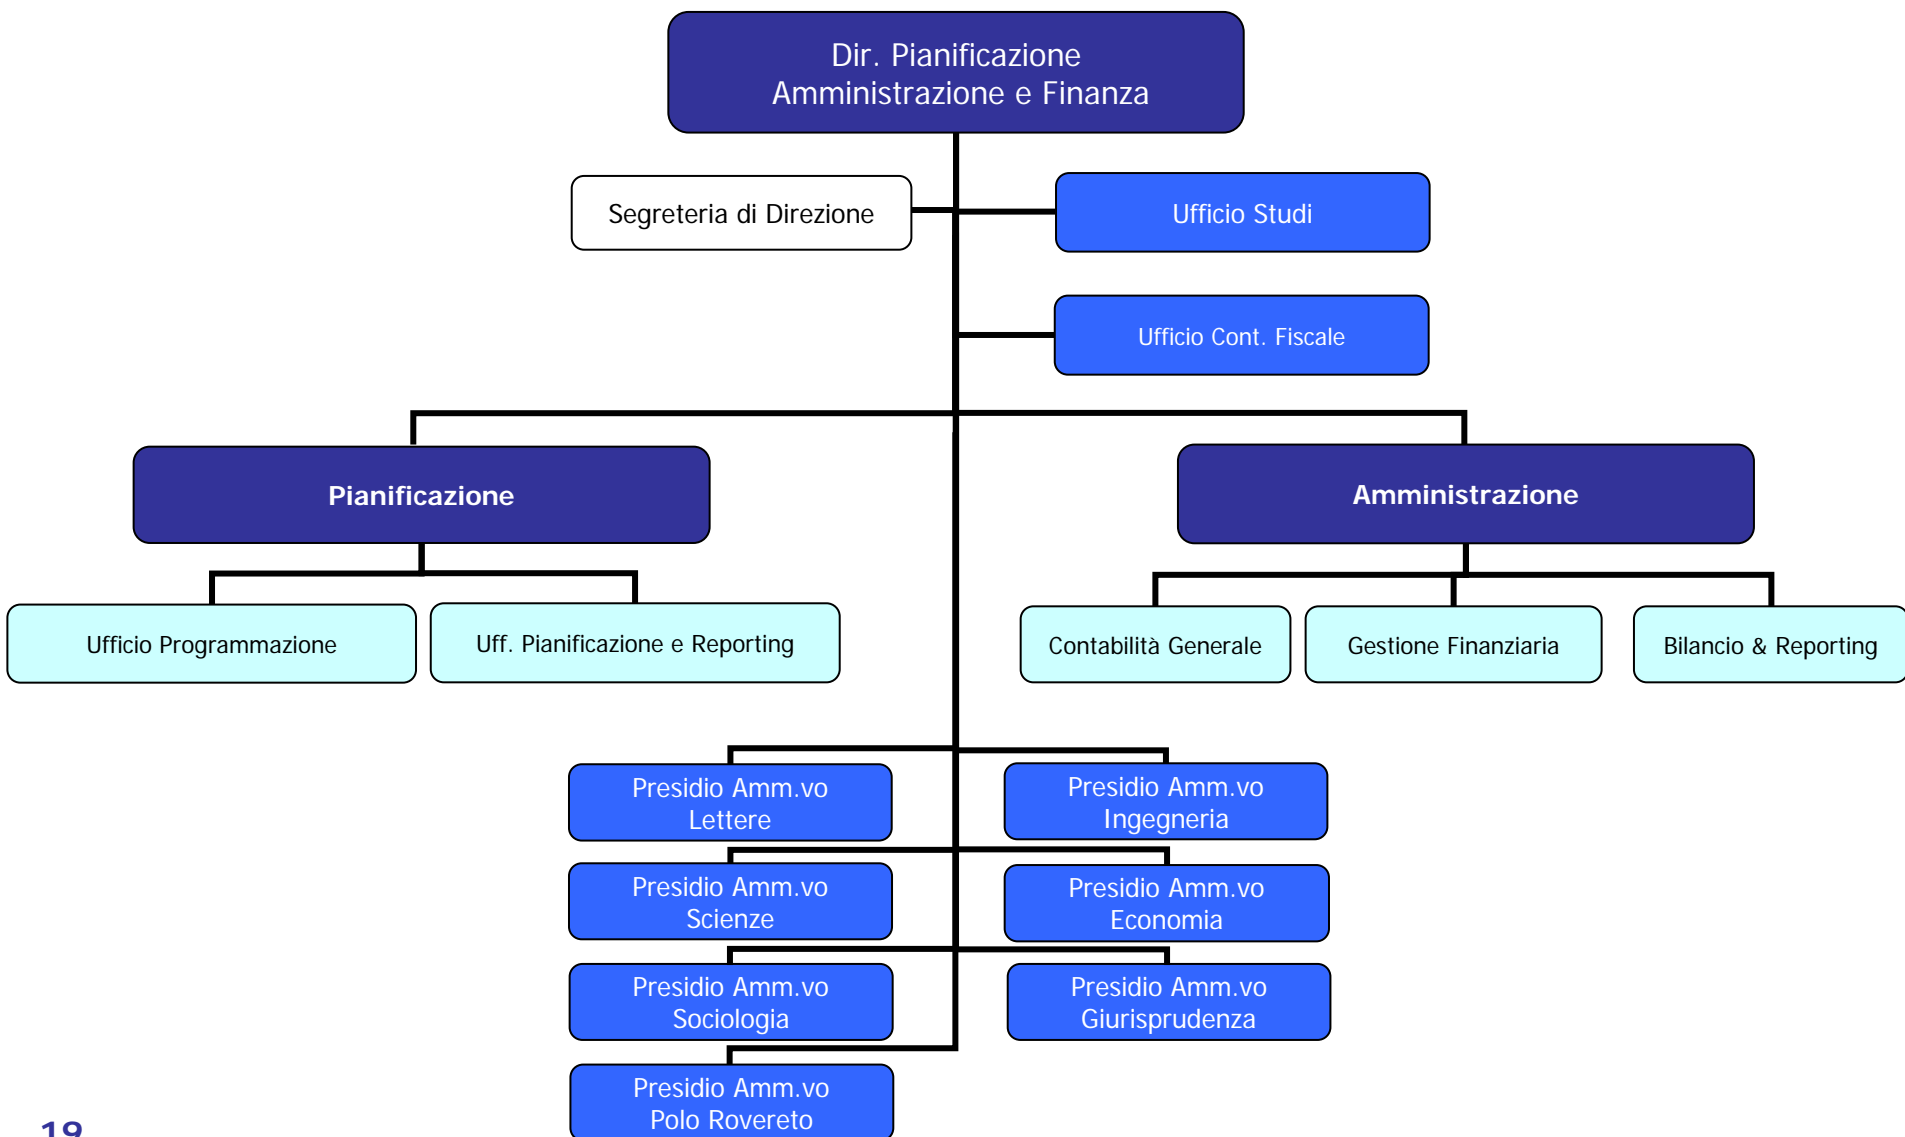 Dir. Pianificazione
Amministrazione e Finanza
Segreteria di Direzione
Ufficio Studi
Ufficio Cont. Fiscale
Pianificazione
Amministrazione
Ufficio Programmazione
Uff. Pianificazione e Reporting
Contabilità Generale
Gestione Finanziaria
Bilancio & Reporting
Presidio Amm.vo
Lettere
Presidio Amm.vo
Ingegneria
Presidio Amm.vo
Scienze
Presidio Amm.vo
Economia
Presidio Amm.vo
Sociologia
Presidio Amm.vo
Giurisprudenza
Presidio Amm.vo
Polo Rovereto
19